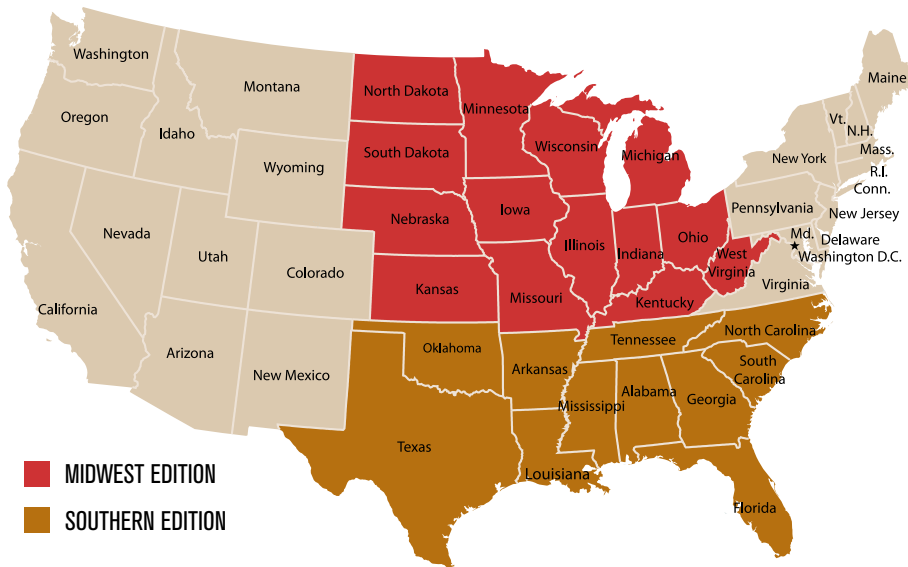 Washington
Oregon
Idaho
Montana
Wyoming
Nevada
Utah
Colorado
California
Arizona
New Mexico
North Dakota
South Dakota
Nebraska
Kansas
Minnesota
Iowa
Missouri
Wisconsin
Illinois
Michigan
Indiana
Ohio
Kentucky
West
Virginia
Maine
Vt.
N.H.
Mass.
New York
R.I.
Conn.
Pennsylvania
New Jersey
Md.
Delaware
Washington D.C.
Virginia
North Carolina
Tennessee
South
Carolina
Oklahoma
Arkansas
Mississippi
Alabama
Georgia
Texas
Louisiana
Florida
MIDWEST EDITION
SOUTHERN EDITION